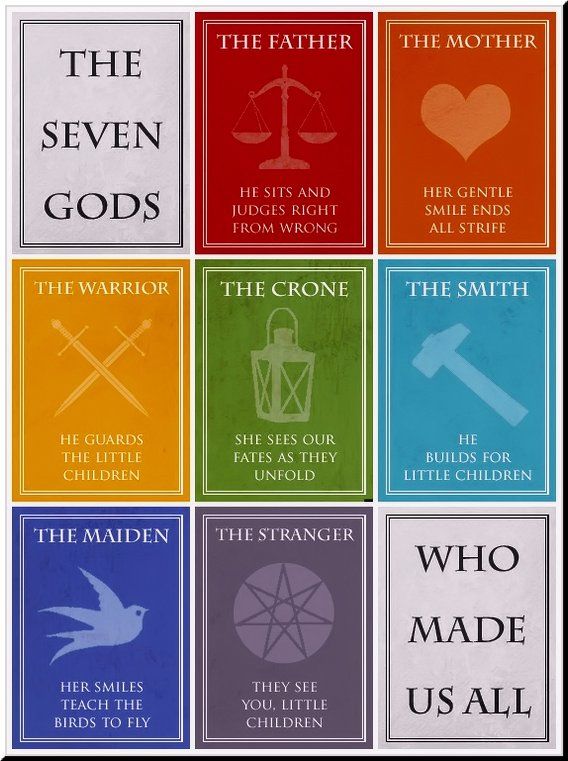 THE
SEVEN
GODS
THE FATHER
HE SITS AND
JUDGES RIGHT
FROM WRONG
THE MOTHER
HER GENTLE
SMILE ENDS
ALL STRIFE
THE WARRIOR
HE GUARDS
THE LITTLE
CHILDREN
THE CRONE
SHE SEES OUR
FATES AS THEY
UNFOLD
THE SMITH
HE
BUILDS FOR
LITTLE CHILDREN
THE MAIDEN
HER SMILES
TEACH THE
BIRDS TO FLY
THE STRANGER
THEY SEE
YOU, LITTLE
CHILDREN
WHO
MADE
US ALL